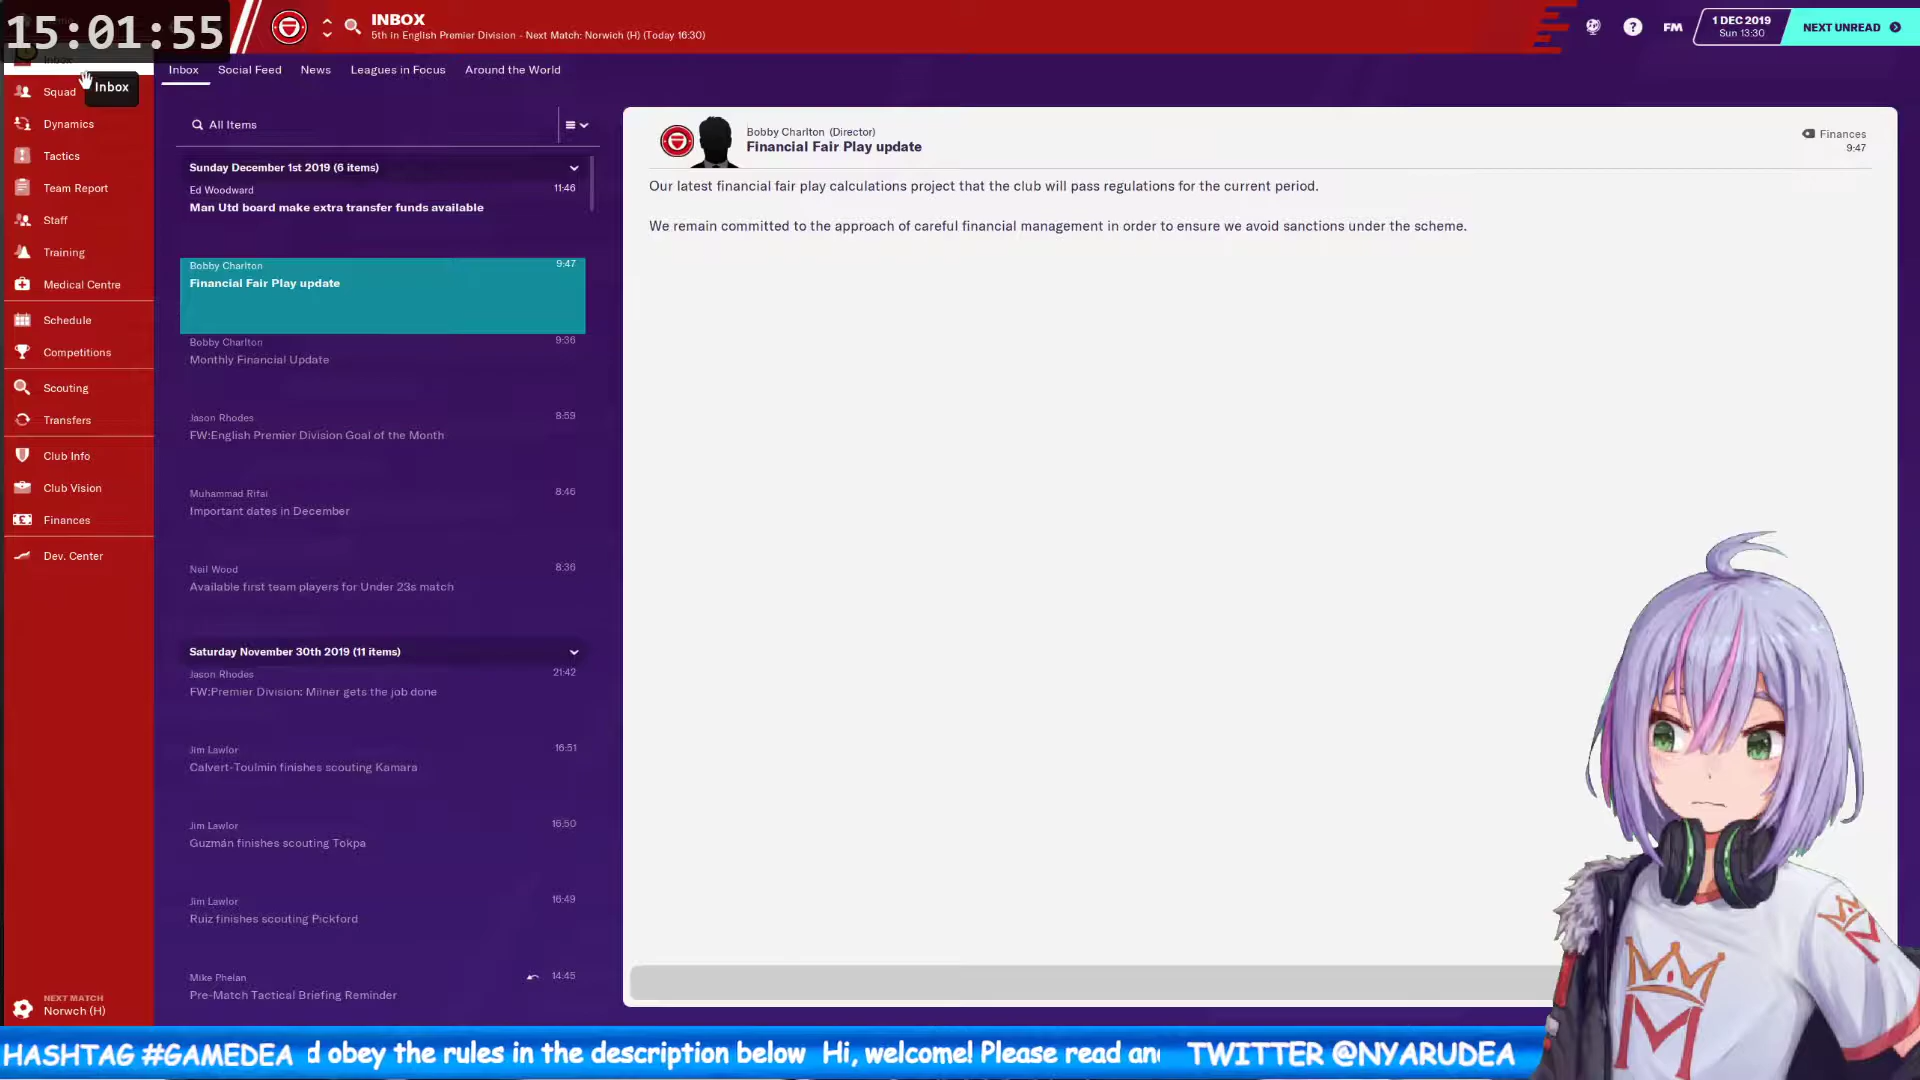 15:01:55
INBOX
5th in English Premier Division - Next Match: Norwich (H) (Today 16:30)
FM
1 DEC 2019
Sun 13:30
NEXT UNREAD
Inbox
Inbox
Squad
Dynamics
Tactics
Team Report
Staff
Training
Medical Centre
Schedule
Competitions
Scouting
Transfers
Club Info
Club Vision
Finances
Dev. Center
NEXT MATCH
Norwch (H)
Inbox
Social Feed
News
Leagues in Focus
Around the World
All Items
Sunday December 1st 2019 (6 items)
Ed Woodward 11:46
Man Utd board make extra transfer funds available
Bobby Charlton 9:47
Financial Fair Play update
Bobby Charlton 9:36
Monthly Financial Update
Jason Rhodes 8:59
FW:English Premier Division Goal of the Month
Muhammad Rifai 8:46
Important dates in December
Neil Wood 8:36
Available first team players for Under 23s match
Saturday November 30th 2019 (11 items)
Jason Rhodes 21:42
FW:Premier Division: Milner gets the job done
Jim Lawlor 16:51
Calvert-Toulmin finishes scouting Kamara
Jim Lawlor 16:50
Guzmán finishes scouting Tokpa
Jim Lawlor 16:49
Ruiz finishes scouting Pickford
Mike Phelan 14:45
Pre-Match Tactical Briefing Reminder
Bobby Charlton (Director)
Financial Fair Play update
Finances
9:47
Our latest financial fair play calculations project that the club will pass regulations for the current period.
We remain committed to the approach of careful financial management in order to ensure we avoid sanctions under the scheme.
M
HASHTAG #GAMEDEA d obey the rules in the description below Hi, welcome! Please read an TWITTER @NYARUDEA